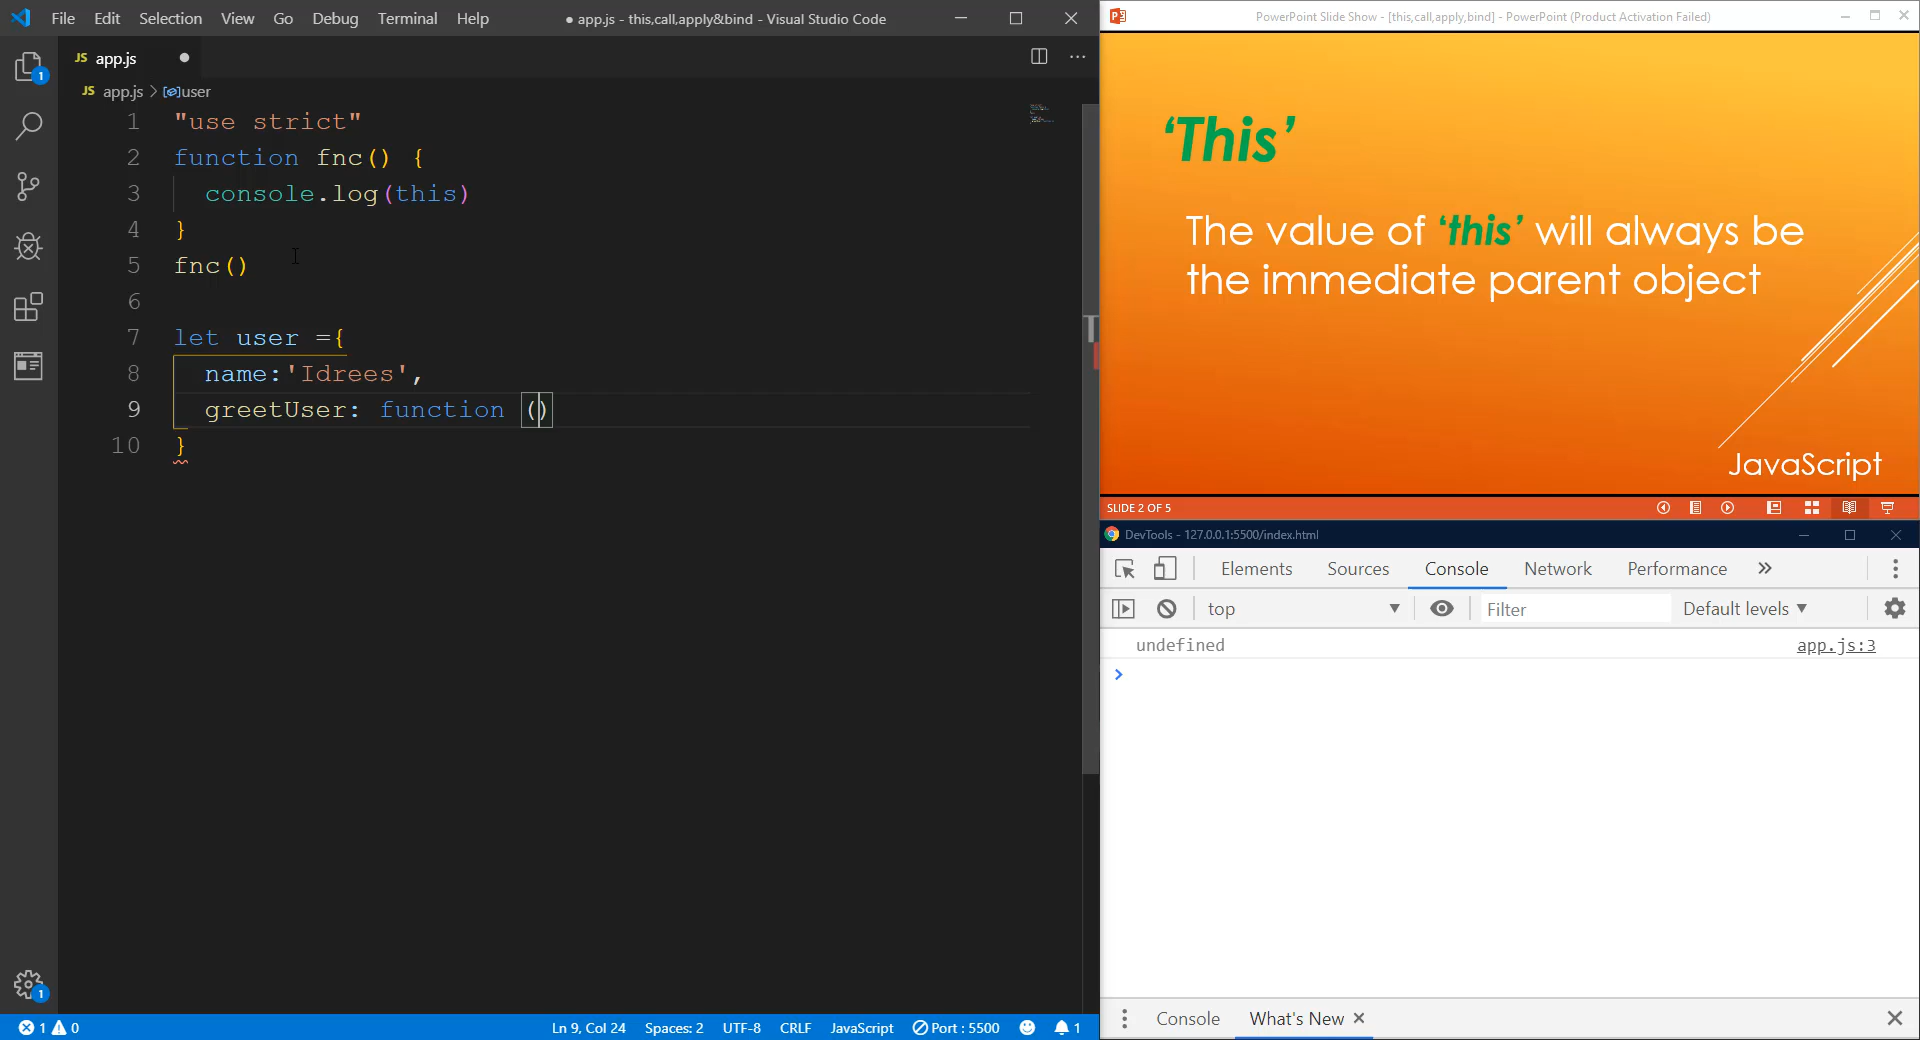 File Edit Selection View Go Debug Terminal Help
● app.js - this,call,apply&bind - Visual Studio Code
JS app.js ●
JS app.js > user
1 "use strict"
2 function fnc() {
3 console.log(this)
4 }
5 fnc()
6
7 let user ={
8 name:'Idrees',
9 greetUser: function ()
10 }
1
1
1 0
Ln 9, Col 24 Spaces: 2 UTF-8 CRLF JavaScript Port : 5500 1
PowerPoint Slide Show - [this,call,apply,bind] - PowerPoint (Product Activation Failed)
‘This’
The value of ‘this’ will always be
the immediate parent object
JavaScript
SLIDE 2 OF 5
DevTools - 127.0.0.1:5500/index.html
Elements Sources Console Network Performance »
top Filter Default levels
undefined app.js:3
>
Console What's New ×